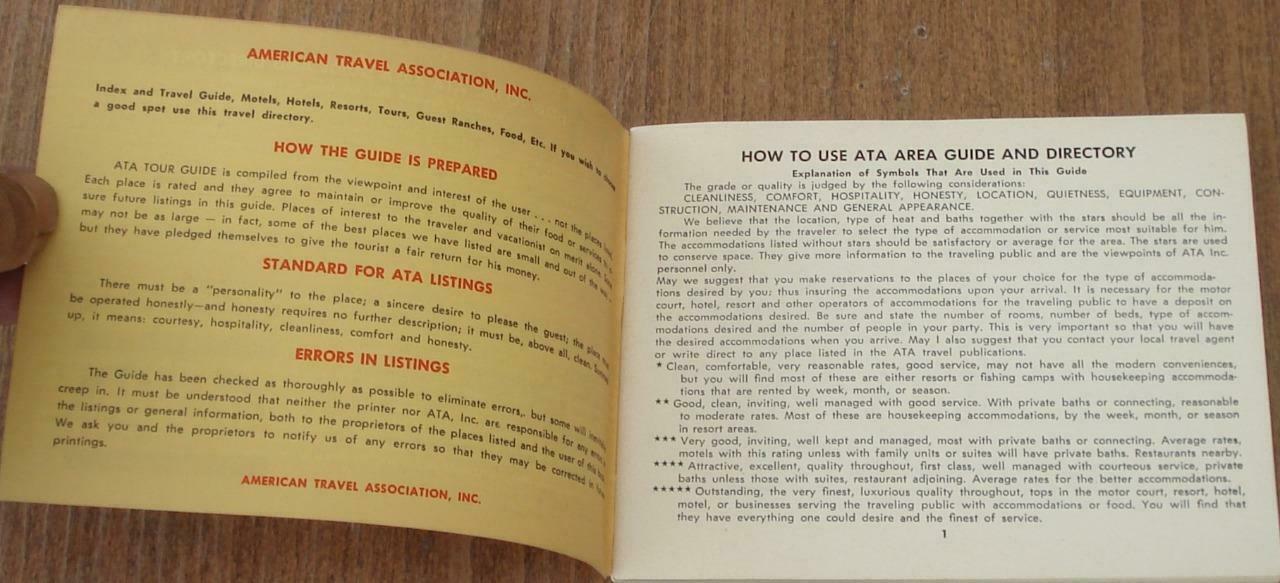 AMERICAN TRAVEL ASSOCIATION, INC.
Index and Travel Guide, Motels, Hotels, Resorts, Tours, Guest Ranches, Food, Etc. If you wish to choose
a good spot use this travel directory.
HOW THE GUIDE IS PREPARED
ATA TOUR GUIDE is compiled from the viewpoint and interest of the user . . . not the places listed.
Each place is rated and they agree to maintain or improve the quality of their food or services to
sure future listings in this guide. Places of interest to the traveler and vacationist on merit alone.
may not be as large — in fact, some of the best places we have listed are small and out of the way,
but they have pledged themselves to give the tourist a fair return for his money.
STANDARD FOR ATA LISTINGS
There must be a "personality" to the place; a sincere desire to please the guest; the place must
be operated honestly—and honesty requires no further description; it must be, above all, clean. Summed
up, it means: courtesy, hospitality, cleanliness, comfort and honesty.
ERRORS IN LISTINGS
The Guide has been checked as thoroughly as possible to eliminate errors, but some will inevitably
creep in. It must be understood that neither the printer nor ATA, Inc. are responsible for any errors in
the listings or general information, both to the proprietors of the places listed and the user of this
We ask you and the proprietors to notify us of any errors so that they may be corrected in future
printings.
AMERICAN TRAVEL ASSOCIATION, INC.
HOW TO USE ATA AREA GUIDE AND DIRECTORY
Explanation of Symbols That Are Used in This Guide
The grade or quality is judged by the following considerations:
CLEANLINESS, COMFORT, HOSPITALITY, HONESTY, LOCATION, QUIETNESS, EQUIPMENT, CON-
STRUCTION, MAINTENANCE AND GENERAL APPEARANCE.
We believe that the location, type of heat and baths together with the stars should be all the in-
formation needed by the traveler to select the type of accommodation or service most suitable for him.
The accommodations listed without stars should be satisfactory or average for the area. The stars are used
to conserve space. They give more information to the traveling public and are the viewpoints of ATA Inc.
personnel only.
May we suggest that you make reservations to the places of your choice for the type of accommoda-
tions desired by you; thus insuring the accommodations upon your arrival. It is necessary for the motor
court, hotel, resort and other operators of accommodations for the traveling public to have a deposit on
the accommodations desired. Be sure and state the number of rooms, number of beds, type of accom-
modations desired and the number of people in your party. This is very important so that you will have
the desired accommodations when you arrive. May I also suggest that you contact your local travel agent
or write direct to any place listed in the ATA travel publications.
* Clean, comfortable, very reasonable rates, good service, may not have all the modern conveniences,
but you will find most of these are either resorts or fishing camps with housekeeping accommoda-
tions that are rented by week, month, or season.
** Good, clean, inviting, well managed with good service. With private baths or connecting, reasonable
to moderate rates. Most of these are housekeeping accommodations, by the week, month, or season
in resort areas.
*** Very good, inviting, well kept and managed, most with private baths or connecting. Average rates,
motels with this rating unless with family units or suites will have private baths. Restaurants nearby.
**** Attractive, excellent, quality throughout, first class, well managed with courteous service, private
baths unless those with suites, restaurant adjoining. Average rates for the better accommodations.
***** Outstanding, the very finest, luxurious quality throughout, tops in the motor court, resort, hotel,
motel, or businesses serving the traveling public with accommodations or food. You will find that
they have everything one could desire and the finest of service.
1